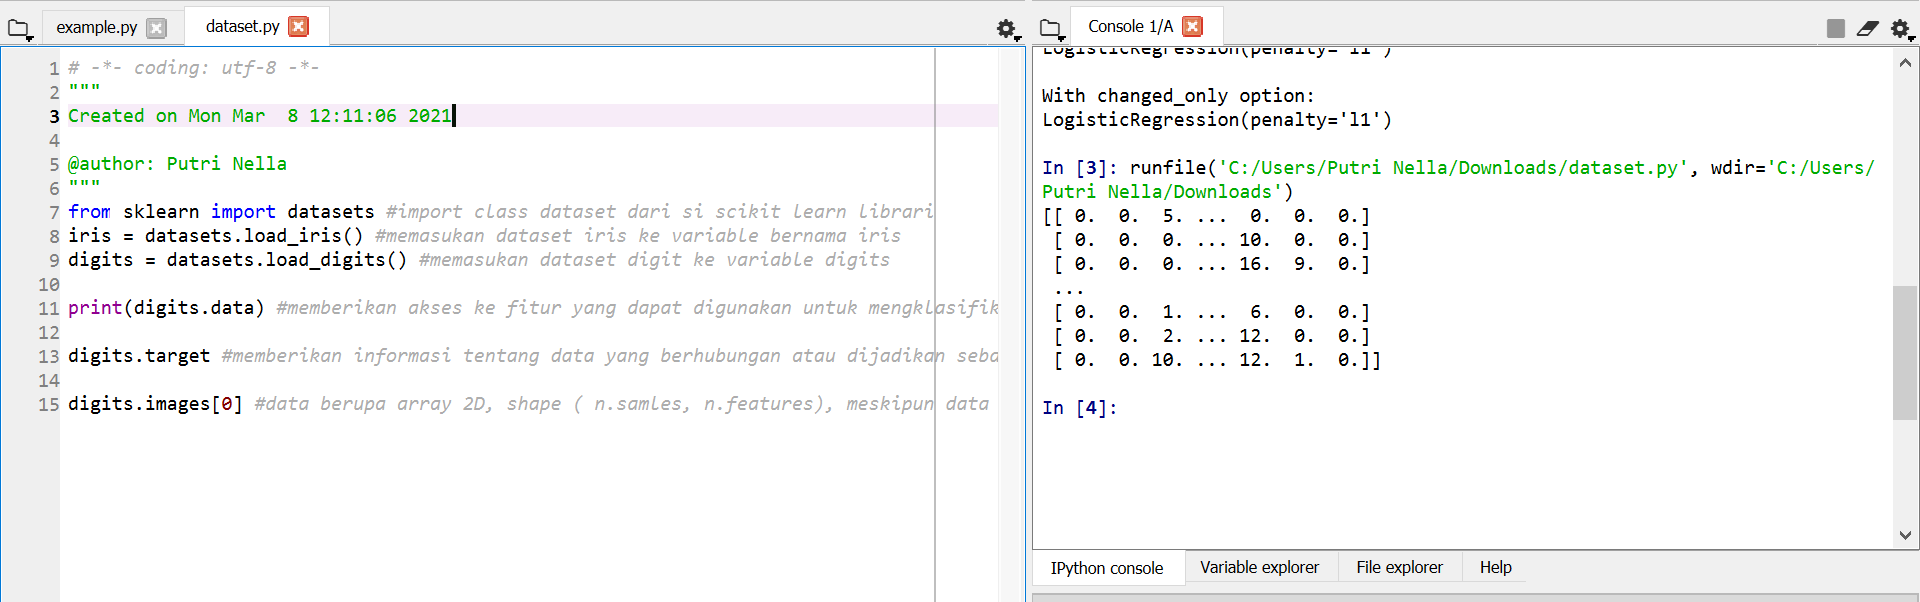 example.py
dataset.py
1 # -*- coding: utf-8 -*-
2 """
3 Created on Mon Mar  8 12:11:06 2021
4
5 @author: Putri Nella
6 """
7 from sklearn import datasets #import class dataset dari si scikit learn librari
8 iris = datasets.load_iris() #memasukan dataset iris ke variable bernama iris
9 digits = datasets.load_digits() #memasukan dataset digit ke variable digits
10
11 print(digits.data) #memberikan akses ke fitur yang dapat digunakan untuk mengklasifik
12
13 digits.target #memberikan informasi tentang data yang berhubungan atau dijadikan seba
14
15 digits.images[0] #data berupa array 2D, shape ( n.samles, n.features), meskipun data
Console 1/A
LogisticRegression(penalty='l1')
With changed_only option:
LogisticRegression(penalty='l1')
In [3]: runfile('C:/Users/Putri Nella/Downloads/dataset.py', wdir='C:/Users/
Putri Nella/Downloads')
[[ 0.  0.  5. ...  0.  0.  0.]
 [ 0.  0.  0. ... 10.  0.  0.]
 [ 0.  0.  0. ... 16.  9.  0.]
 ...
 [ 0.  0.  1. ...  6.  0.  0.]
 [ 0.  0.  2. ... 12.  0.  0.]
 [ 0.  0. 10. ... 12.  1.  0.]]
In [4]:
IPython console
Variable explorer
File explorer
Help